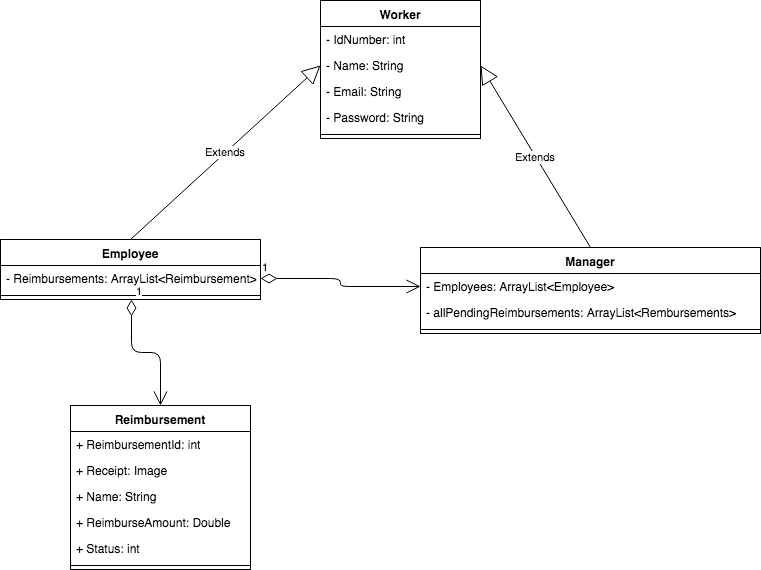 Worker
- IdNumber: int
- Name: String
- Email: String
- Password: String
Extends
Extends
Employee
- Reimbursements: ArrayList<Reimbursement>
1
1
Manager
- Employees: ArrayList<Employee>
- allPendingReimbursements: ArrayList<Rembursements>
Reimbursement
+ ReimbursementId: int
+ Receipt: Image
+ Name: String
+ ReimburseAmount: Double
+ Status: int